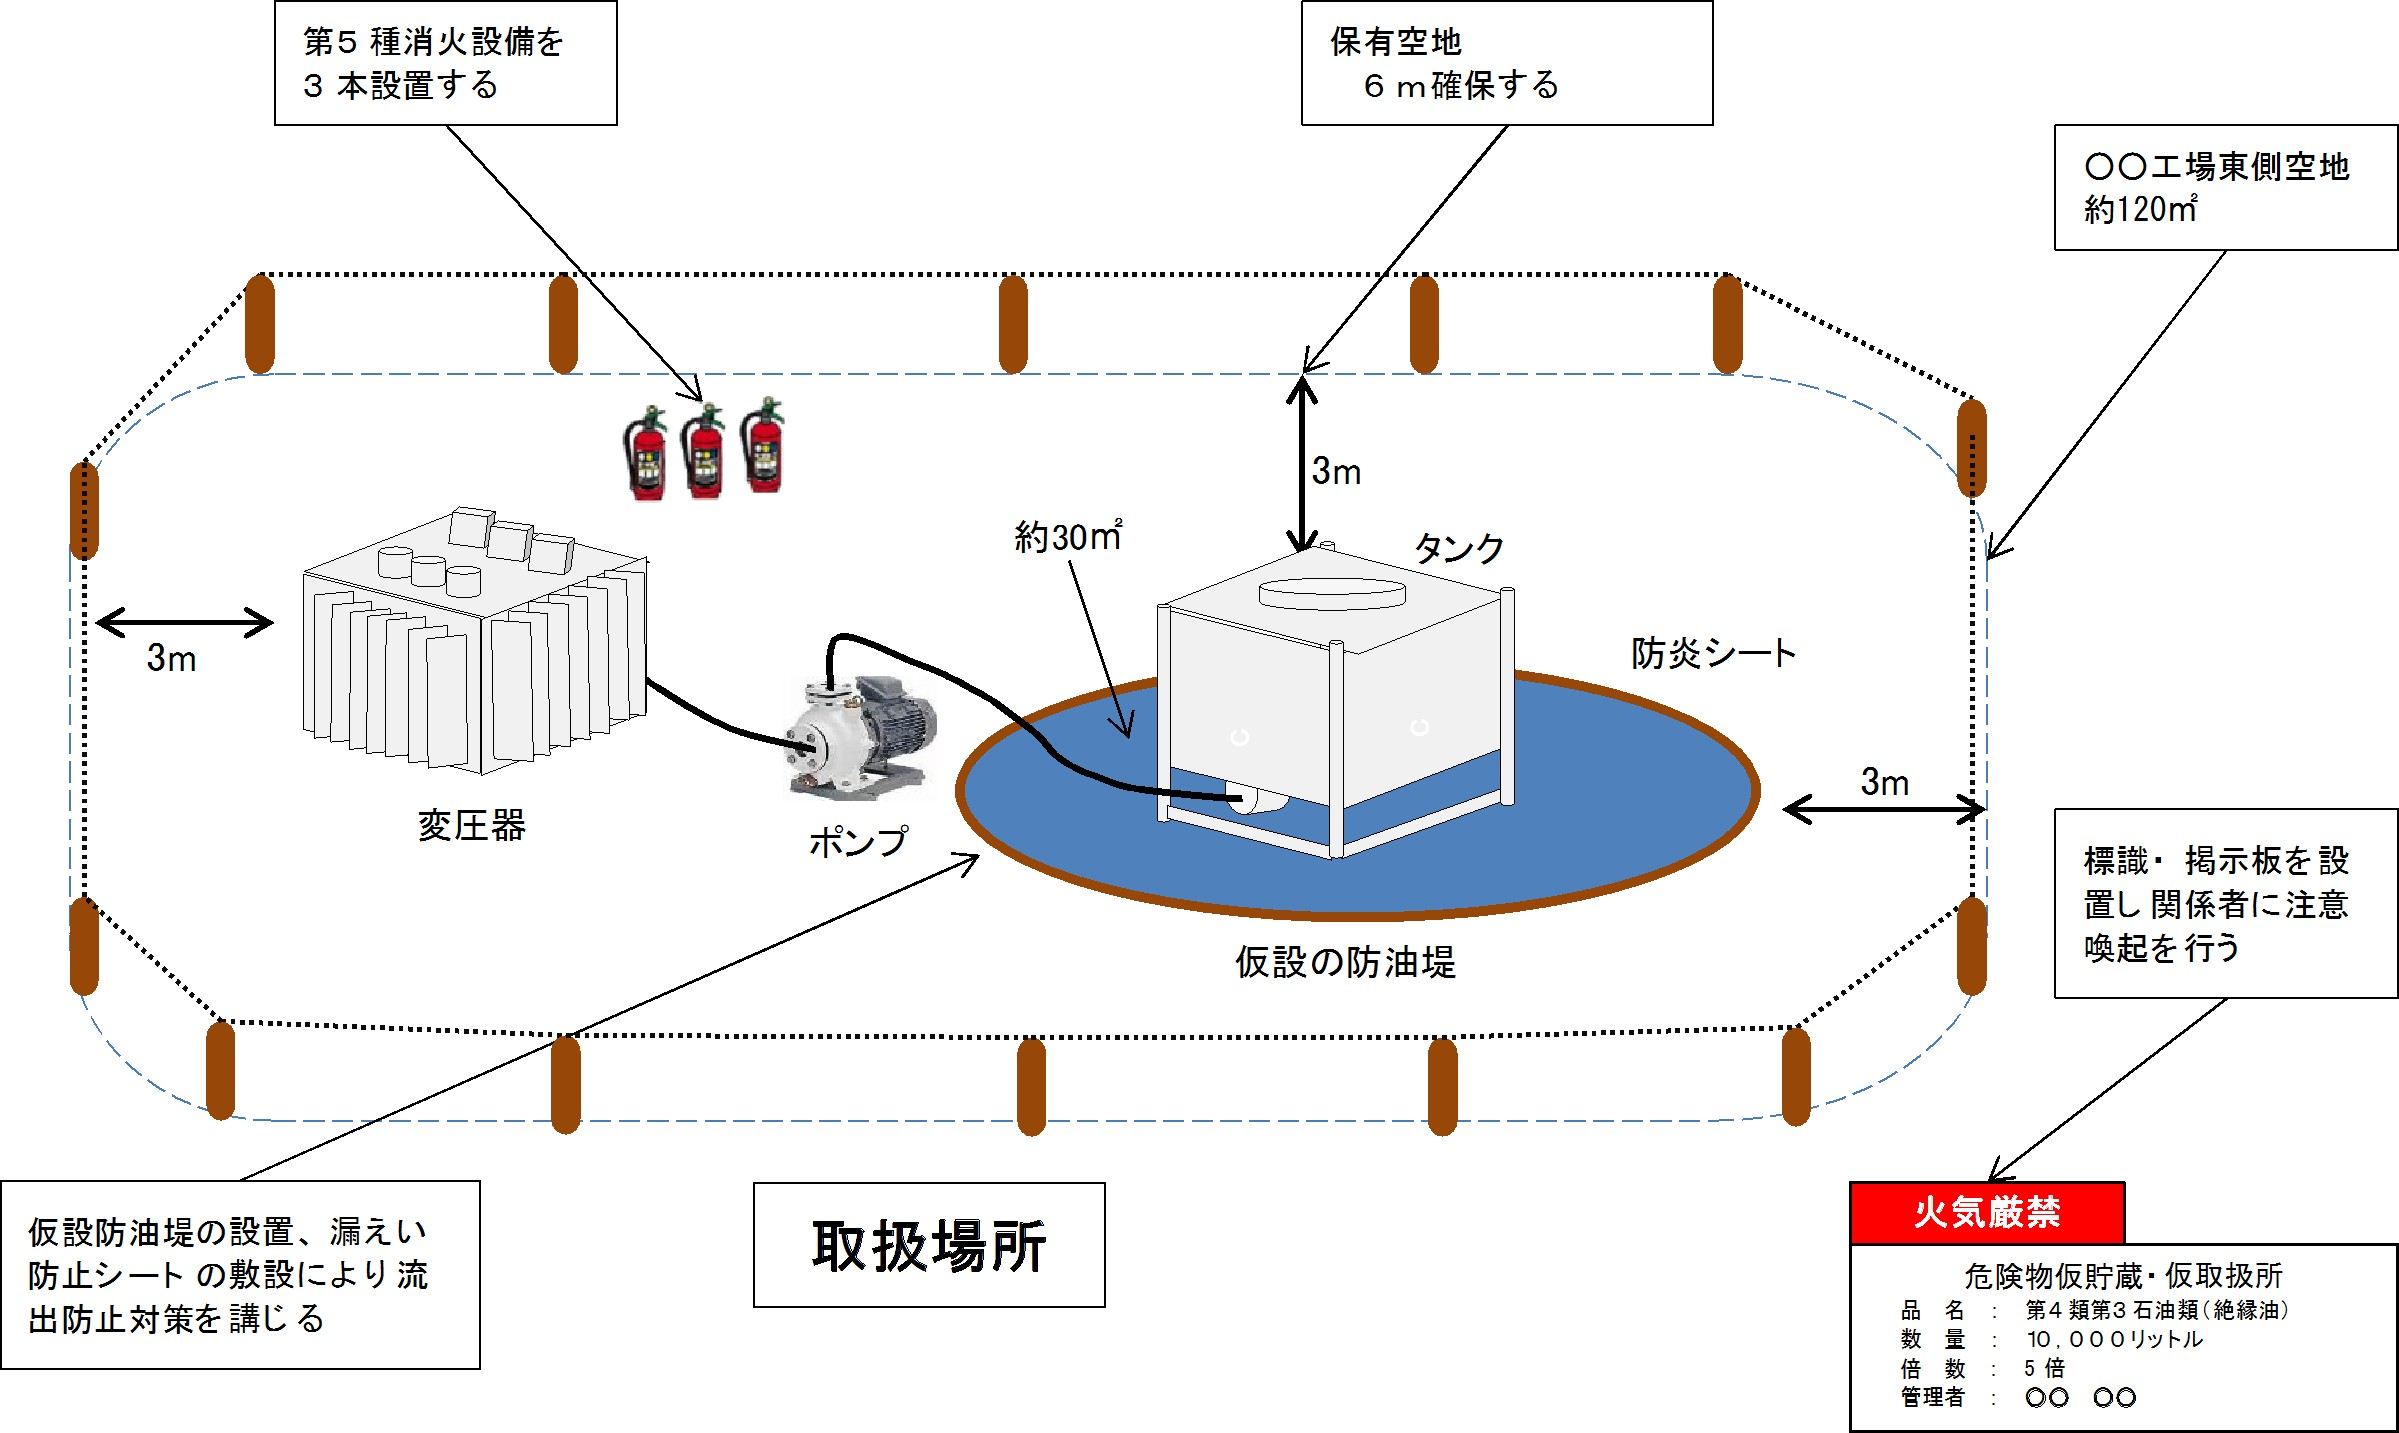 第５種消火設備を
３本設置する
保有空地
６ｍ確保する
〇〇工場東側空地
約120㎡
3m
約30㎡
タンク
防炎シート
3m
3m
変圧器
ポンプ
仮設の防油堤
標識・掲示板を設
置し関係者に注意
喚起を行う
仮設防油堤の設置、漏えい
防止シートの敷設により流
出防止対策を講じる
取扱場所
火気厳禁
危険物仮貯蔵・仮取扱所
品　名　：　第４類第３石油類（絶縁油）
数　量　：　１０，０００リットル
倍　数　：　５倍
管理者　：　〇〇　〇〇